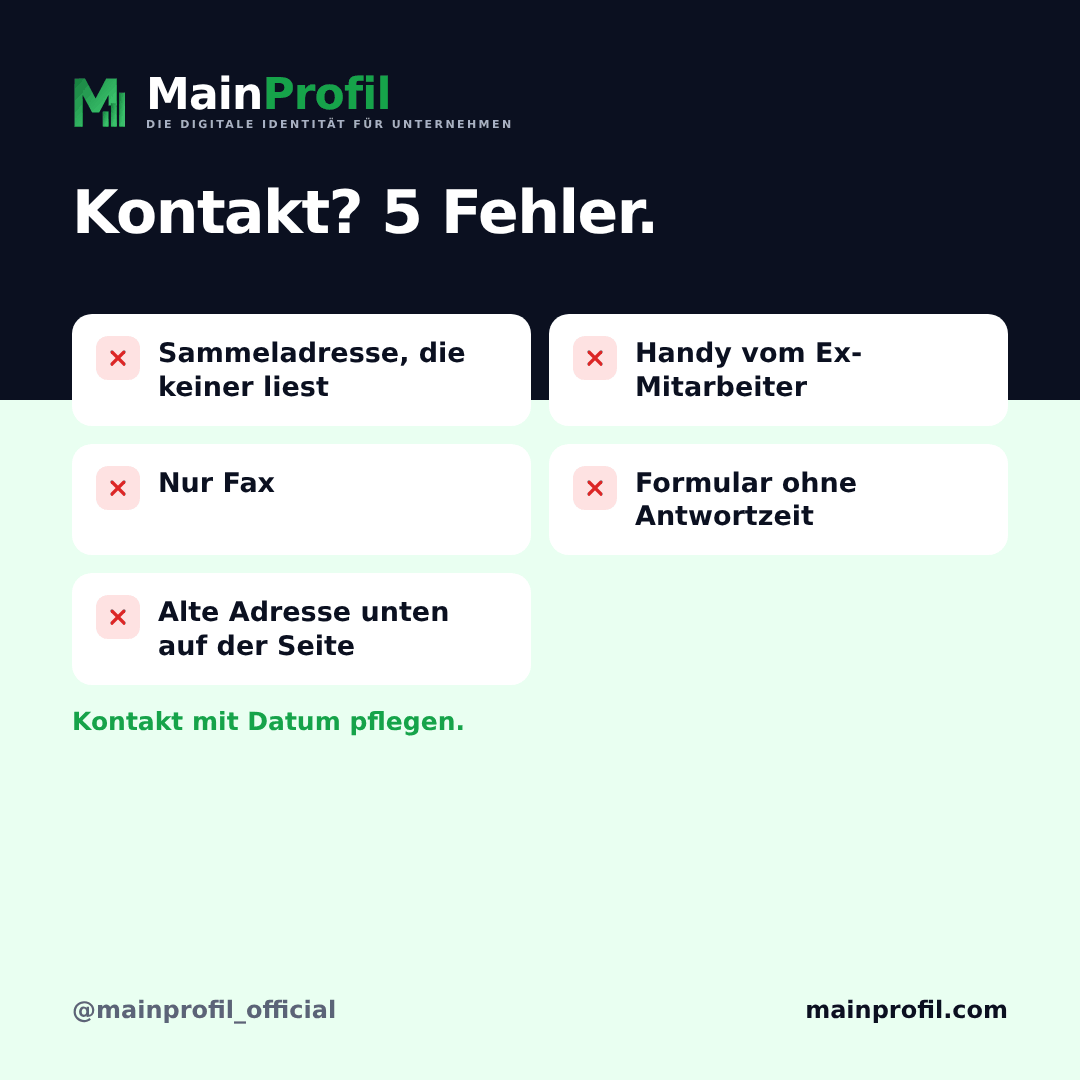 MainProfil
DIE DIGITALE IDENTITÄT FÜR UNTERNEHMEN
Kontakt? 5 Fehler.
Sammeladresse, die
keiner liest
Handy vom Ex-
Mitarbeiter
Nur Fax
Formular ohne
Antwortzeit
Alte Adresse unten
auf der Seite
Kontakt mit Datum pflegen.
@mainprofil_official
mainprofil.com